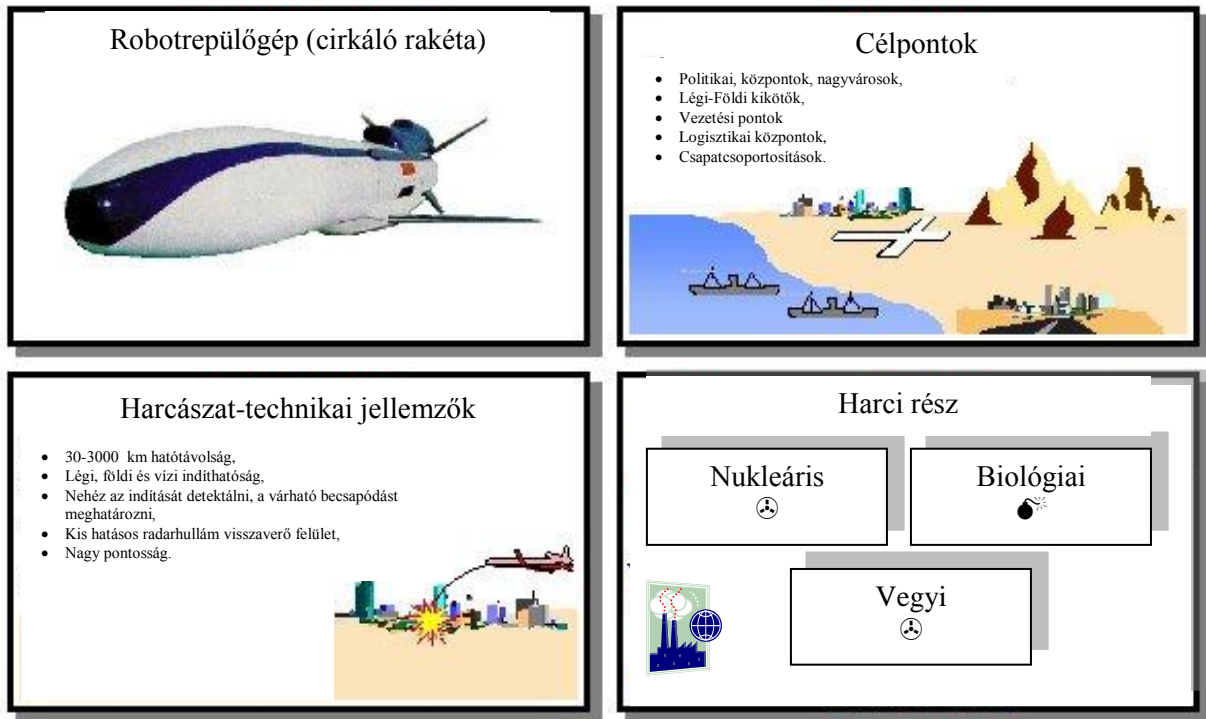 Robotrepülőgép (cirkáló rakéta)
Célpontok
• Politikai, központok, nagyvárosok,
• Légi-Földi kikötők,
• Vezetési pontok
• Logisztikai központok,
• Csapatcsoportosítások.
Harcászat-technikai jellemzők
• 30-3000 km hatótávolság,
• Légi, földi és vízi indíthatóság,
• Nehéz az indítását detektálni, a várható becsapódást
meghatározni,
• Kis hatásos radarhullám visszaverő felület,
• Nagy pontosság.
Harci rész
Nukleáris
Biológiai
Vegyi